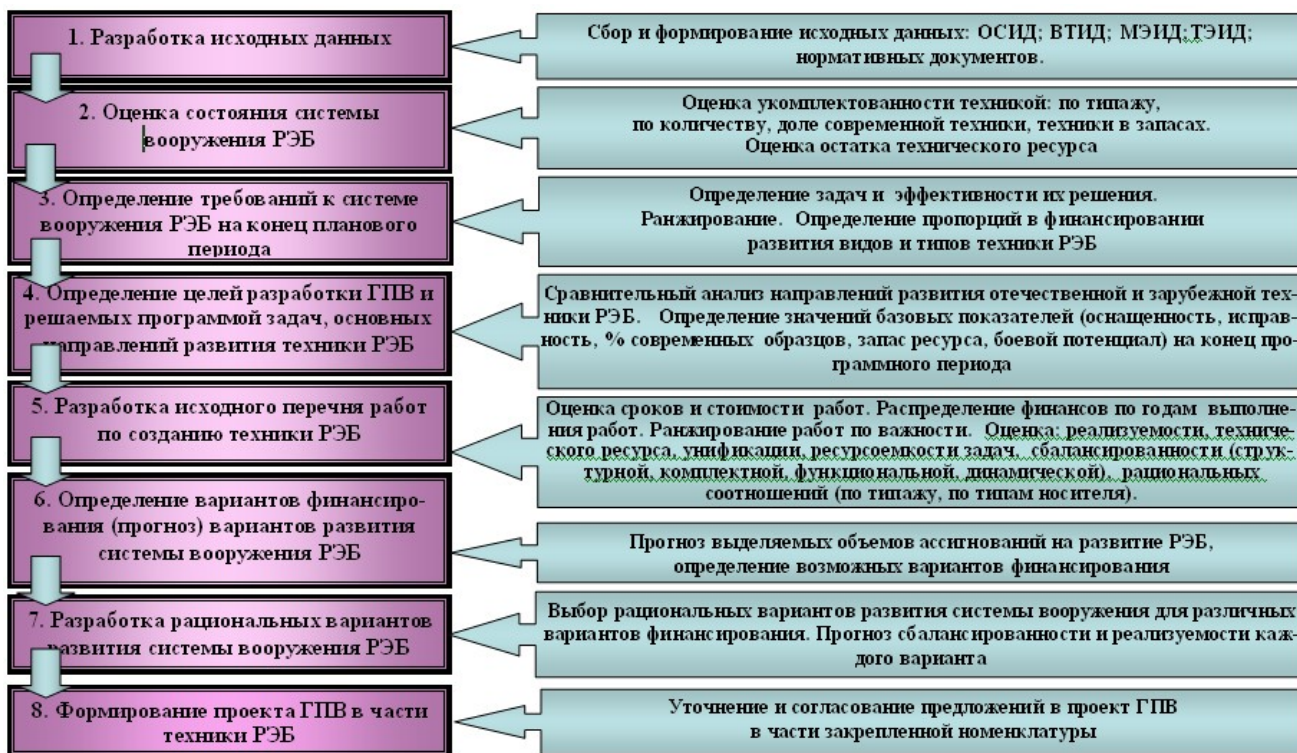 1. Разработка исходных данных
Сбор и формирование исходных данных: ОСИД; ВТИД; МЭИД; ТЭИД;
нормативных документов.
2. Оценка состояния системы
вооружения РЭБ
Оценка укомплектованности техникой: по типажу,
по количеству, доле современной техники, техники в запасах.
Оценка остатка технического ресурса
3. Определение требований к системе
вооружения РЭБ на конец планового
периода
Определение задач и эффективности их решения.
Ранжирование. Определение пропорций в финансировании
развития видов и типов техники РЭБ
4. Определение целей разработки ГПВ и
решаемых программой задач, основных
направлений развития техники РЭБ
Сравнительный анализ направлений развития отечественной и зарубежной тех-
ники РЭБ. Определение значений базовых показателей (оснащенность, исправ-
ность, % современных образцов, запас ресурса, боевой потенциал) на конец про-
граммного периода
5. Разработка исходного перечня работ
по созданию техники РЭБ
Оценка сроков и стоимости работ. Распределение финансов по годам выполне-
ния работ. Ранжирование работ по важности. Оценка: реализуемости, техниче-
ского ресурса, унификации, ресурсоемкости задач, сбалансированности (струк-
турной, комплектной, функциональной, динамической), рациональных
соотношений (по типажу, по типам носителя).
6. Определение вариантов финансиро-
вания (прогноз) вариантов развития
системы вооружения РЭБ
Прогноз выделяемых объемов ассигнований на развитие РЭБ,
определение возможных вариантов финансирования
7. Разработка рациональных вариантов
развития системы вооружения РЭБ
Выбор рациональных вариантов развития системы вооружения для различных
вариантов финансирования. Прогноз сбалансированности и реализуемости каж-
дого варианта
8. Формирование проекта ГПВ в части
техники РЭБ
Уточнение и согласование предложений в проект ГПВ
в части закрепленной номенклатуры